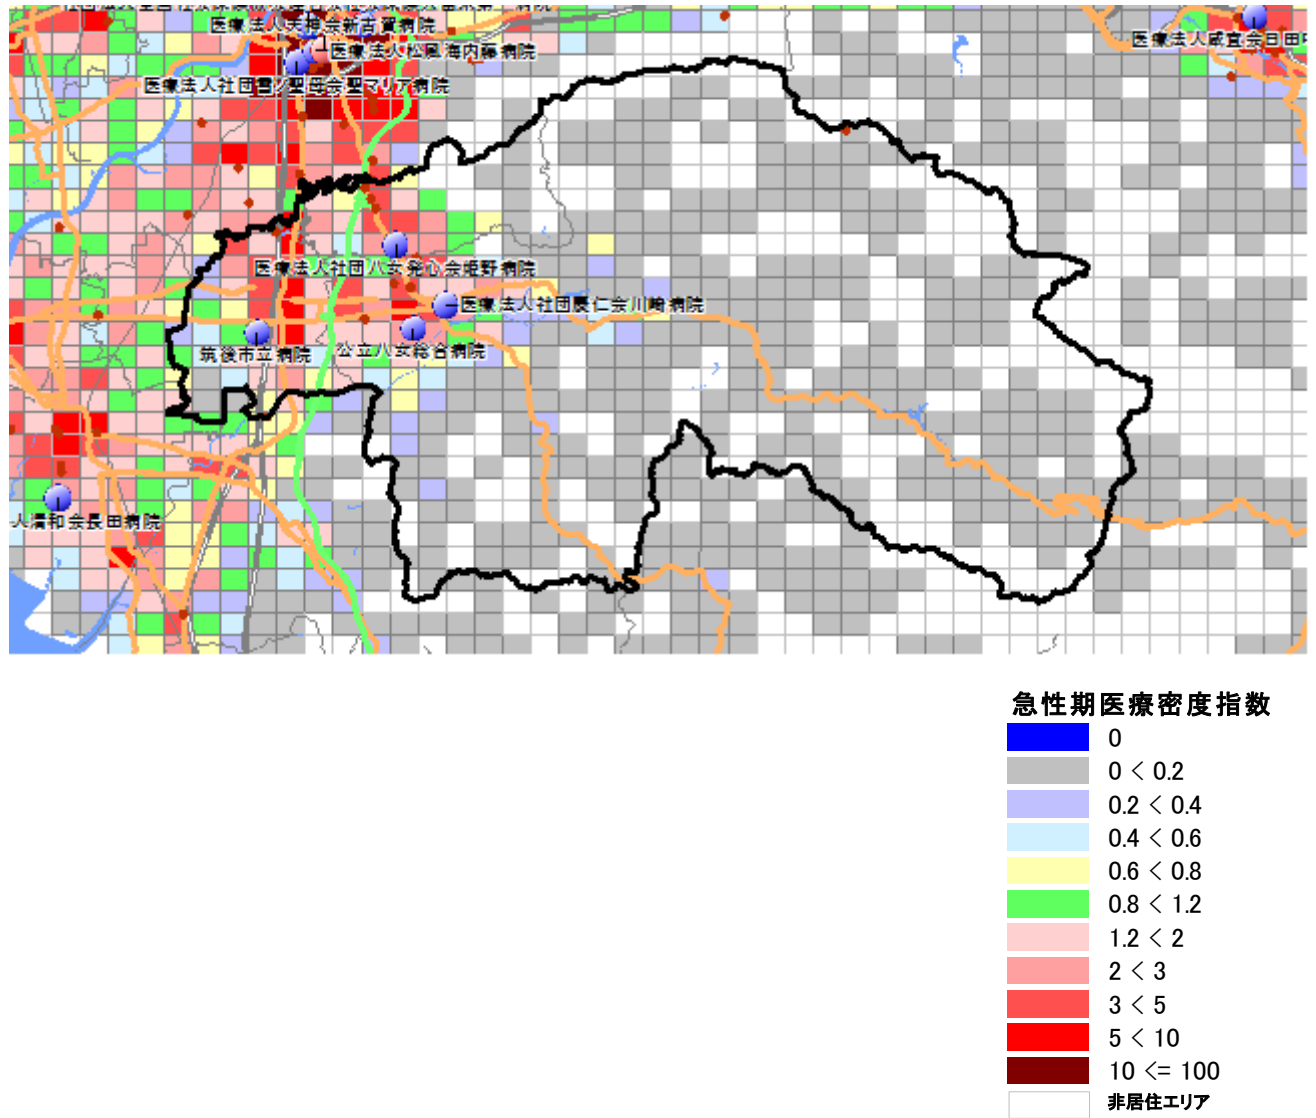 医療法人天神会新古賀病院
医療法人松風海内藤病院
医療法人社団雪ノ聖母会聖マリア病院
医療法人咸宜会日田中
医療法人社団八女発心会姫野病院
医療法人社団慶仁会川崎病院
筑後市立病院
公立八女総合病院
人清和会長田病院
急性期医療密度指数
0
0 < 0.2
0.2 < 0.4
0.4 < 0.6
0.6 < 0.8
0.8 < 1.2
1.2 < 2
2 < 3
3 < 5
5 < 10
10 <= 100
非居住エリア